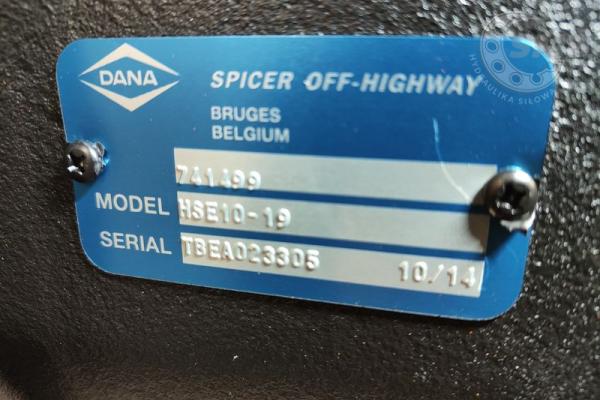 DANA
SPICER OFF-HIGHWAY
BRUGES
BELGIUM
741499
MODEL HSE10-19
SERIAL TBEA023305 10/14